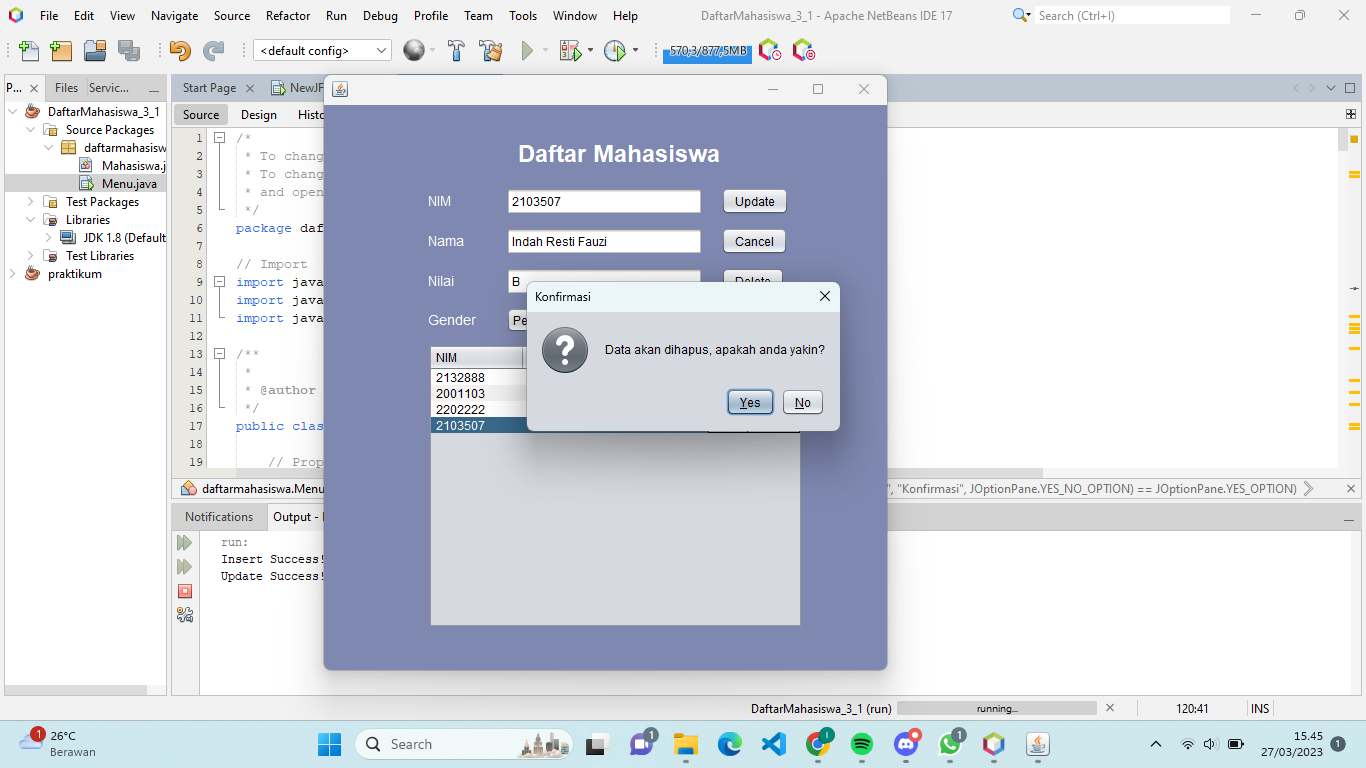 File Edit View Navigate Source Refactor Run Debug Profile Team Tools Window Help
DaftarMahasiswa_3_1 - Apache NetBeans IDE 17
Search (Ctrl+I)
<default config>
570,3/877,5MB
P... Files Servic...
DaftarMahasiswa_3_1
Source Packages
daftarmahasisw
Mahasiswa.j
Menu.java
Test Packages
Libraries
JDK 1.8 (Default
Test Libraries
praktikum
Start Page
NewJF
Source Design Histo
1 /*
2 * To chang
3 * To chang
4 * and open
5 */
6 package daf
7
8 // Import
9 import java
10 import java
11 import java
12
13 /**
14 *
15 * @author
16 */
17 public clas
18
19 // Prop
daftarmahasiswa.Menu
", "Konfirmasi", JOptionPane.YES_NO_OPTION) == JOptionPane.YES_OPTION)
Notifications
Output -
run:
Insert Success!
Update Success!
Daftar Mahasiswa
NIM 2103507 Update
Nama Indah Resti Fauzi Cancel
Nilai B Delete
Gender Pe
NIM
2132888
2001103
2202222
2103507
Konfirmasi
Data akan dihapus, apakah anda yakin?
Yes No
DaftarMahasiswa_3_1 (run)
running...
120:41
INS
1
26°C
Berawan
Search
1
1
1
15.45
27/03/2023
1